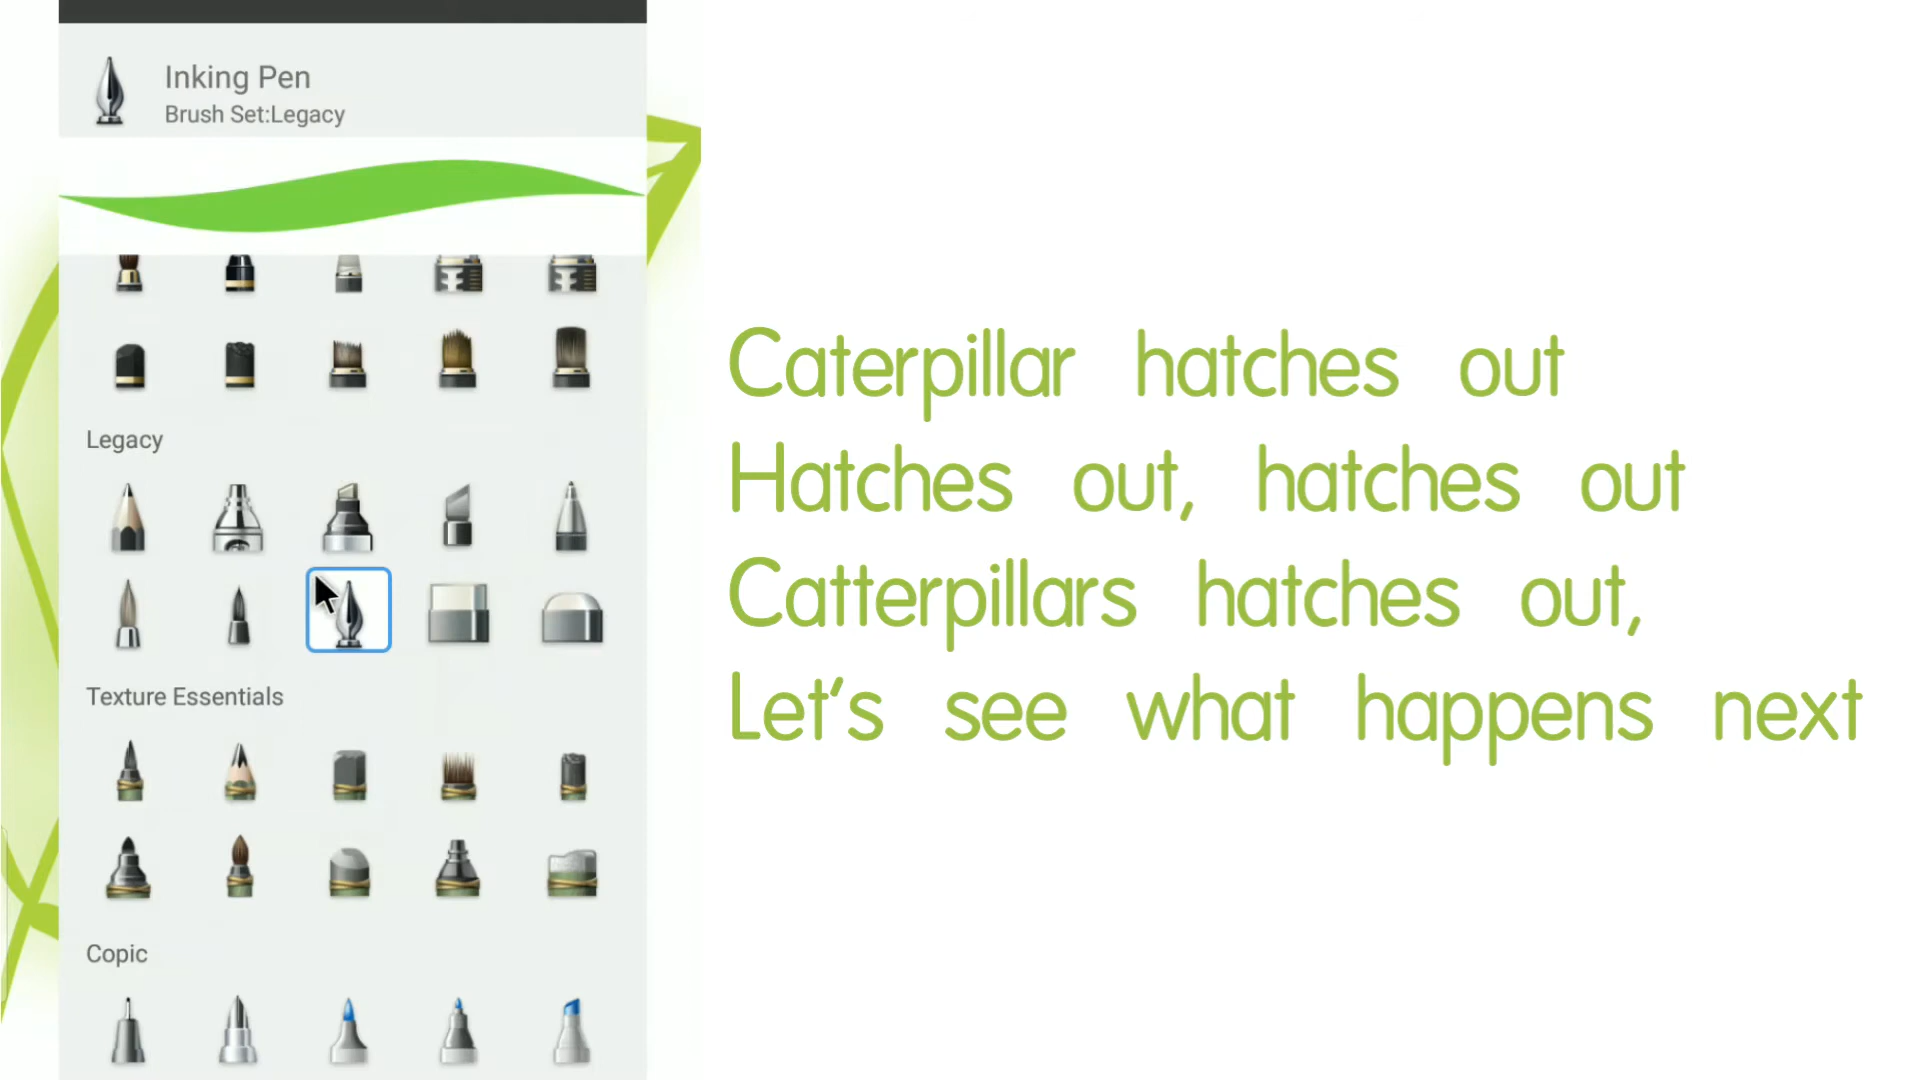 Inking Pen
Brush Set:Legacy
Legacy
Texture Essentials
Copic
Caterpillar hatches out
Hatches out, hatches out
Catterpillars hatches out,
Let's see what happens next